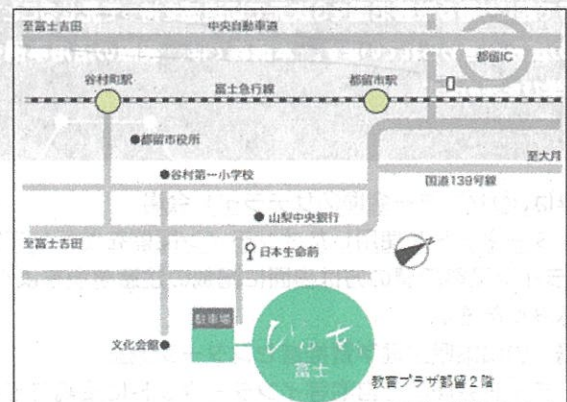 至富士吉田
中央自動車道
都留IC
谷村町駅
富士急行線
都留市駅
●都留市役所
至大月
●谷村第一小学校
国道139号線
● 山梨中央銀行
至富士吉田
日本生命前
駐車場
文化会館●
富士
教育プラザ都留2階